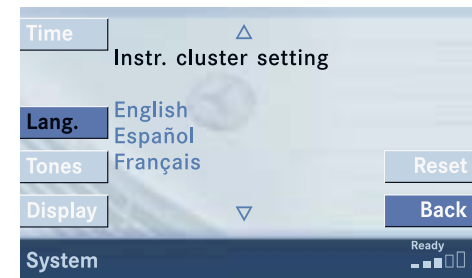 Time
Instr. cluster setting
Lang.
English
Español
Tones
Français
Reset
Display
Back
System
Ready